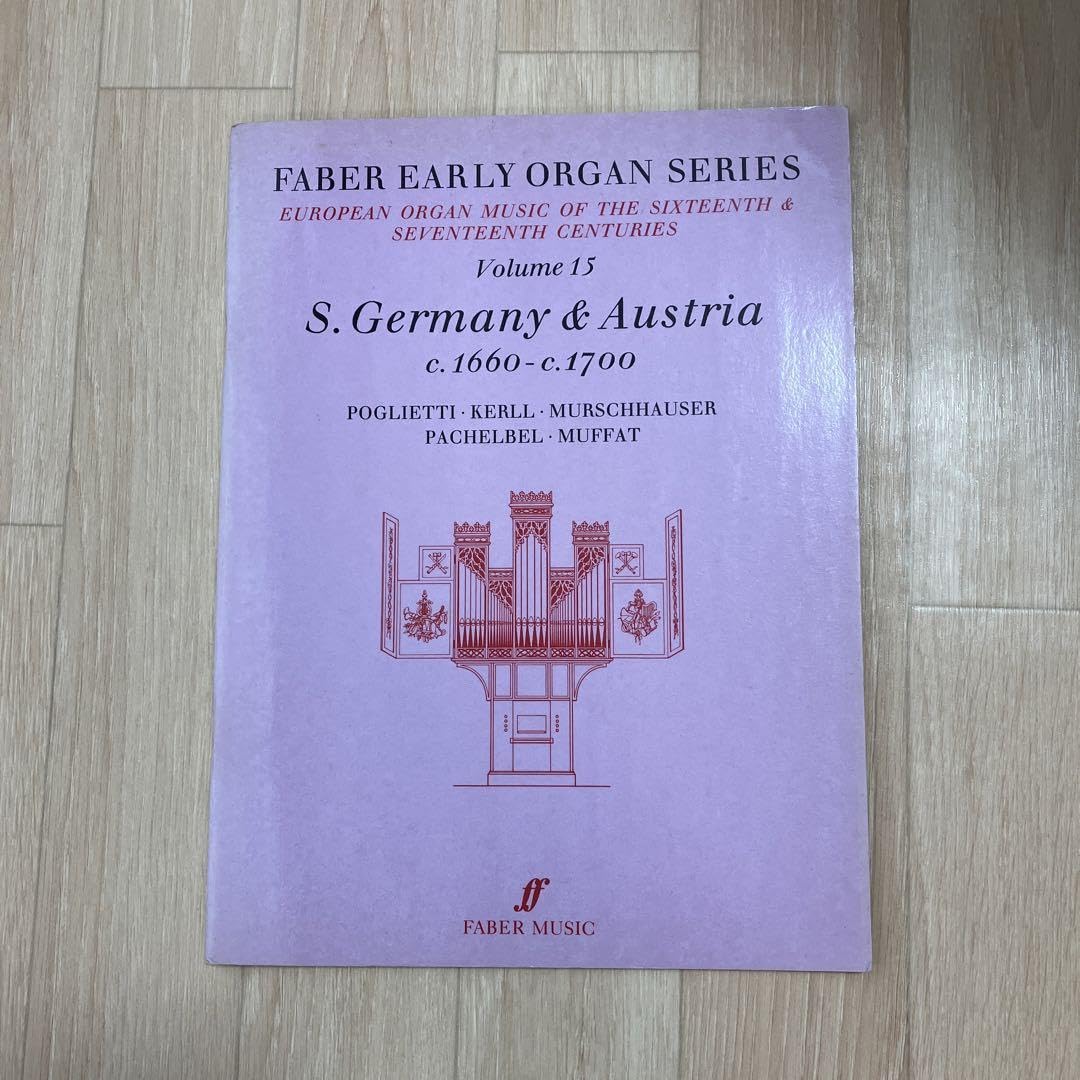 FABER EARLY ORGAN SERIES
EUROPEAN ORGAN MUSIC OF THE SIXTEENTH &
SEVENTEENTH CENTURIES
Volume 15
S. Germany & Austria
c. 1660 - c. 1700
POGLIETTI · KERLL · MURSCHHAUSER
PACHELBEL · MUFFAT
ff
FABER MUSIC